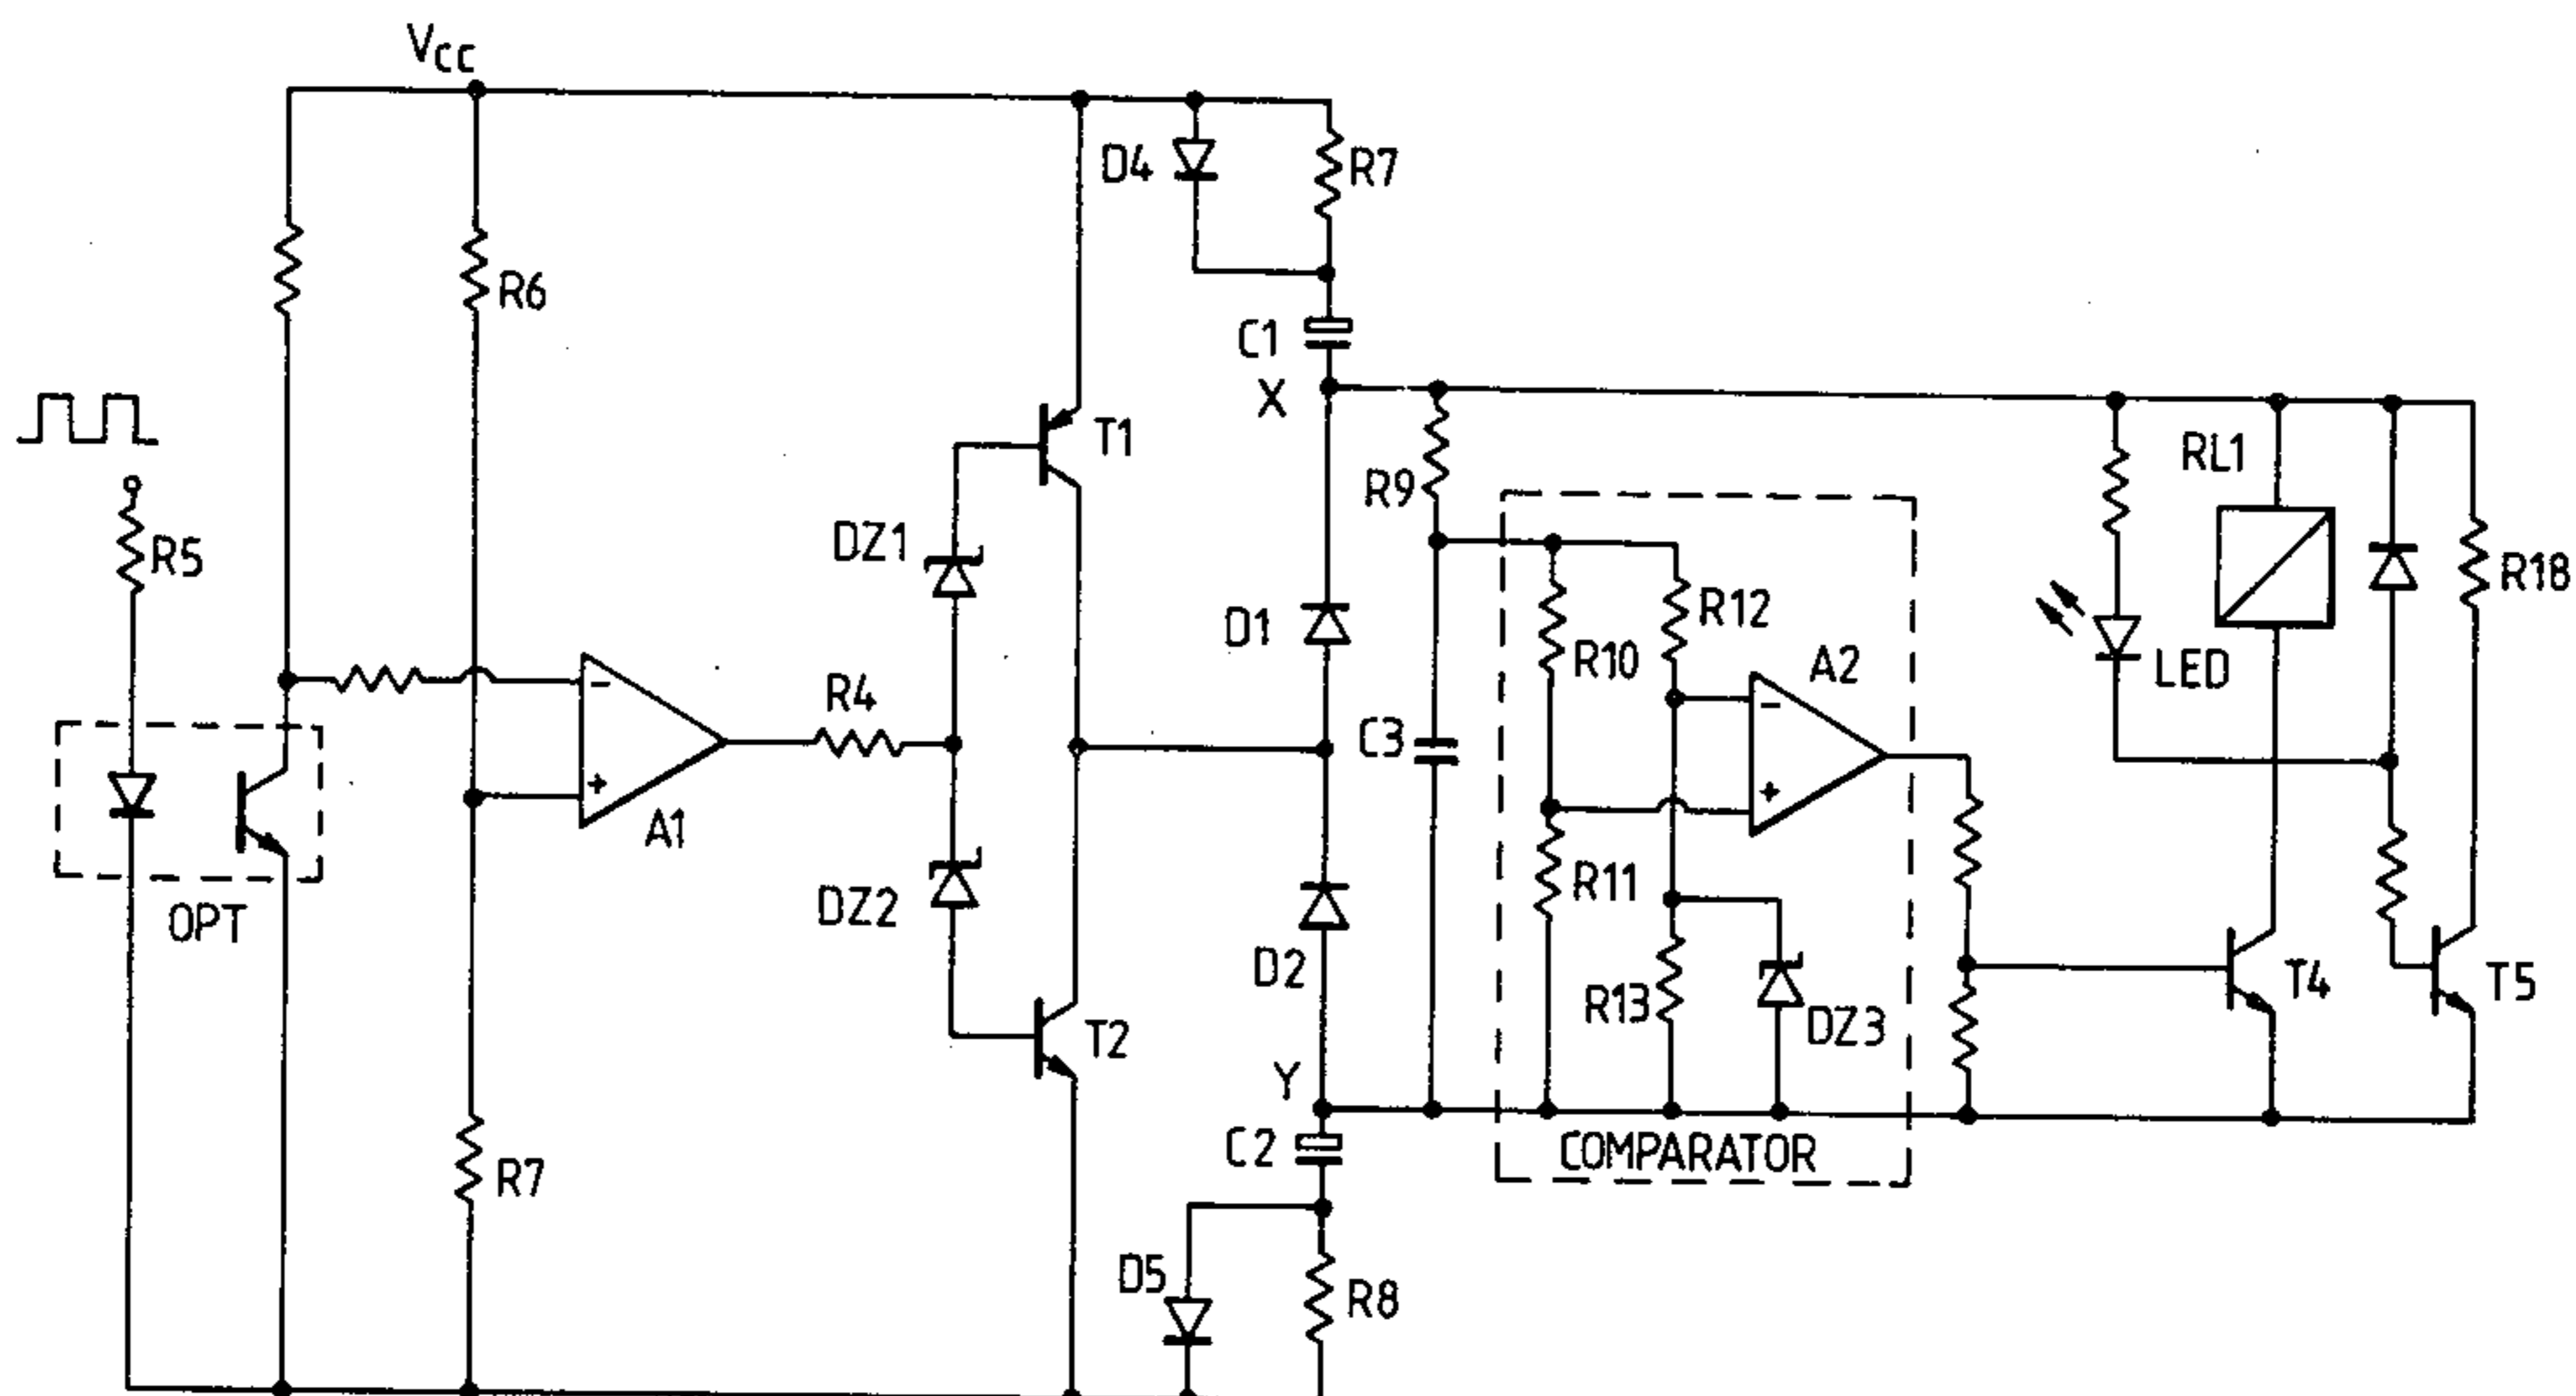 VCC
D4
R7
R6
C1
X
T1
RL1
R9
DZ1
R5
R18
D1
R12
R10
A2
LED
R4
C3
A1
R11
DZ2
OPT
D2
R13
T4
T5
DZ3
T2
Y
C2
COMPARATOR
R7
D5
R8
-
+
-
+